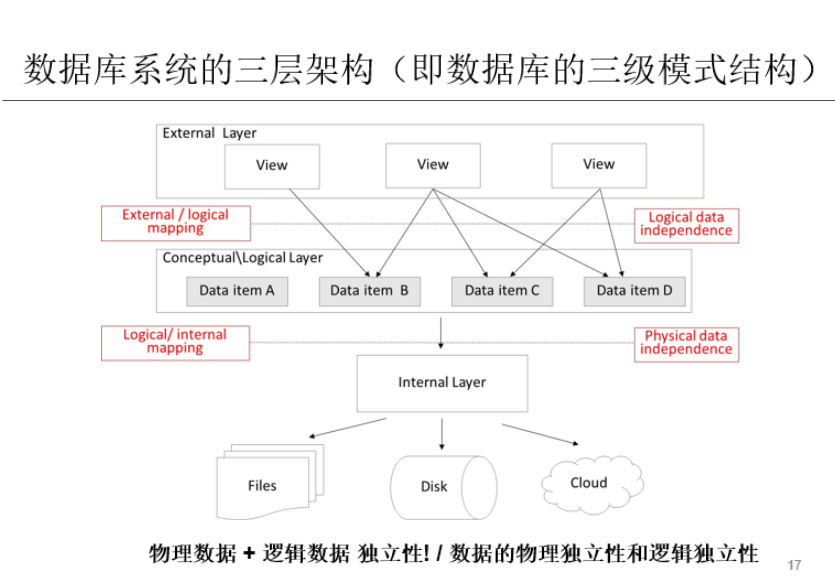 数据库系统的三层架构（即数据库的三级模式结构）
External Layer
View
View
View
External / logical
mapping
Logical data
independence
Conceptual\Logical Layer
Data item A
Data item B
Data item C
Data item D
Logical/ internal
mapping
Physical data
independence
Internal Layer
Files
Disk
Cloud
物理数据 + 逻辑数据 独立性! / 数据的物理独立性和逻辑独立性
17